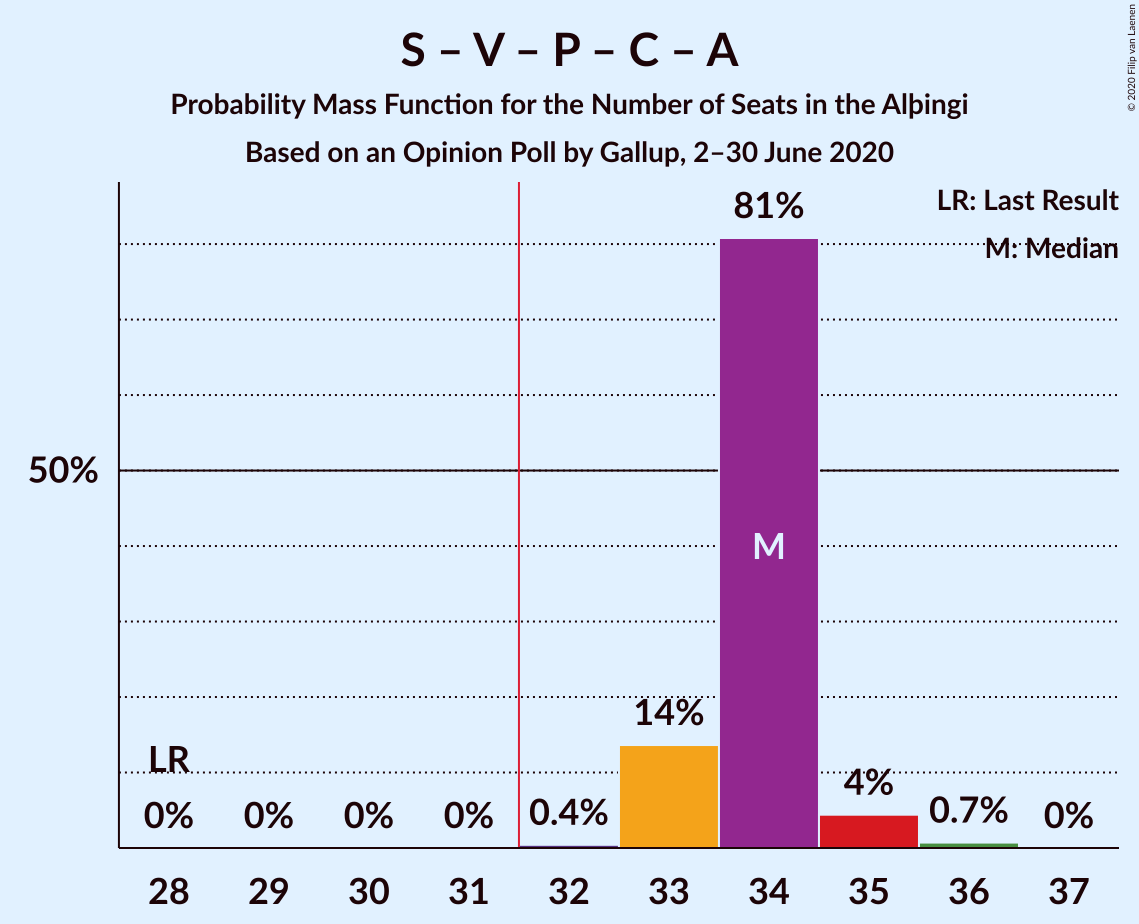 S – V – P – C – A
Probability Mass Function for the Number of Seats in the Alþingi
Based on an Opinion Poll by Gallup, 2–30 June 2020
© 2020 Filip van Laenen
LR: Last Result
M: Median
81%
50%
M
14%
LR
4%
0% 0% 0% 0% 0.4% 0.7% 0%
28 29 30 31 32 33 34 35 36 37